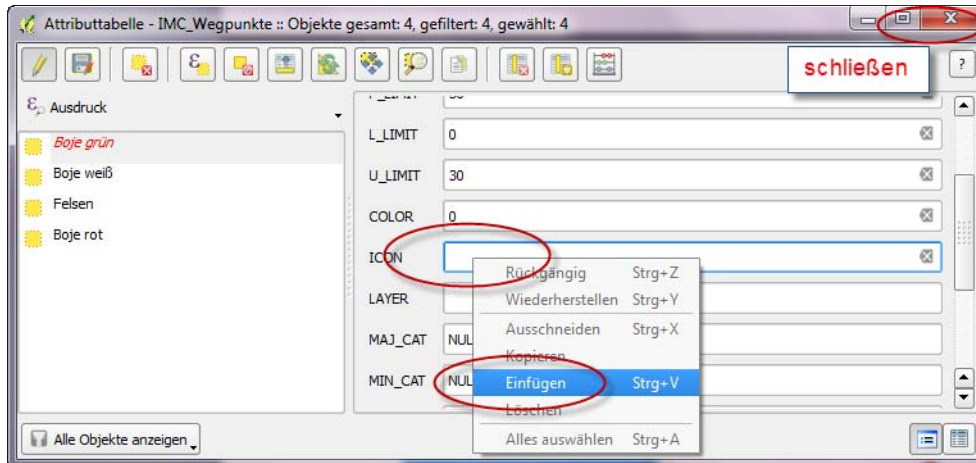 Attributtabelle - IMC_Wegpunkte :: Objekte gesamt: 4, gefiltert: 4, gewählt: 4
schließen
?
Ausdruck
Boje grün
Boje weiß
Felsen
Boje rot
L_LIMIT 0
U_LIMIT 30
COLOR 0
ICON
LAYER
MAJ_CAT NUL
MIN_CAT NUL
Rückgängig Strg+Z
Wiederherstellen Strg+Y
Ausschneiden Strg+X
Kopieren
Einfügen Strg+V
Löschen
Alles auswählen Strg+A
Alle Objekte anzeigen